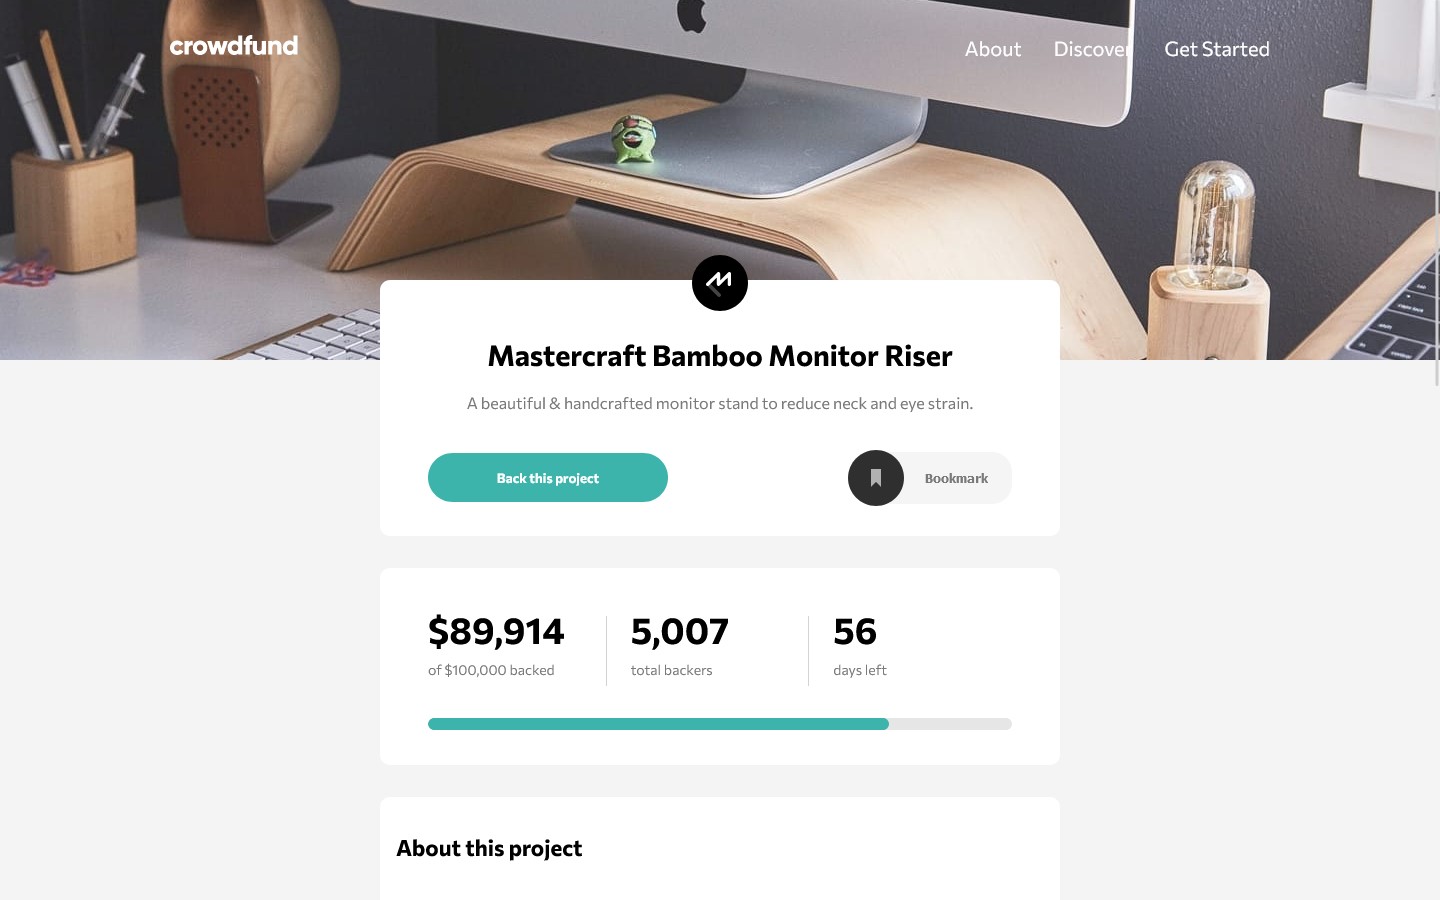 crowdfund
About Discover Get Started
Mastercraft Bamboo Monitor Riser
A beautiful & handcrafted monitor stand to reduce neck and eye strain.
Back this project
Bookmark
$89,914
of $100,000 backed
5,007
total backers
56
days left
About this project